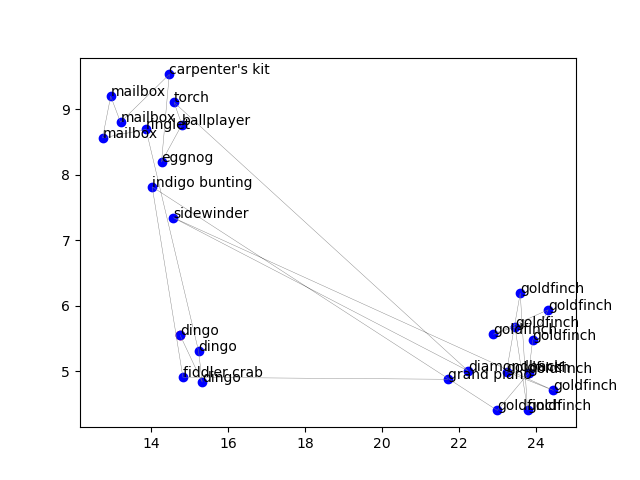 carpenter's kit
mailbox
torch
mailbox
ringlet
ballplayer
mailbox
eggnog
indigo bunting
sidewinder
goldfinch
goldfinch
goldfinch
goldfinch
goldfinch
dingo
dingo
fiddler crab
dingo
grand piano
goldfinch
goldfinch
goldfinch
goldfinch
9
8
7
6
5
14
16
18
20
22
24